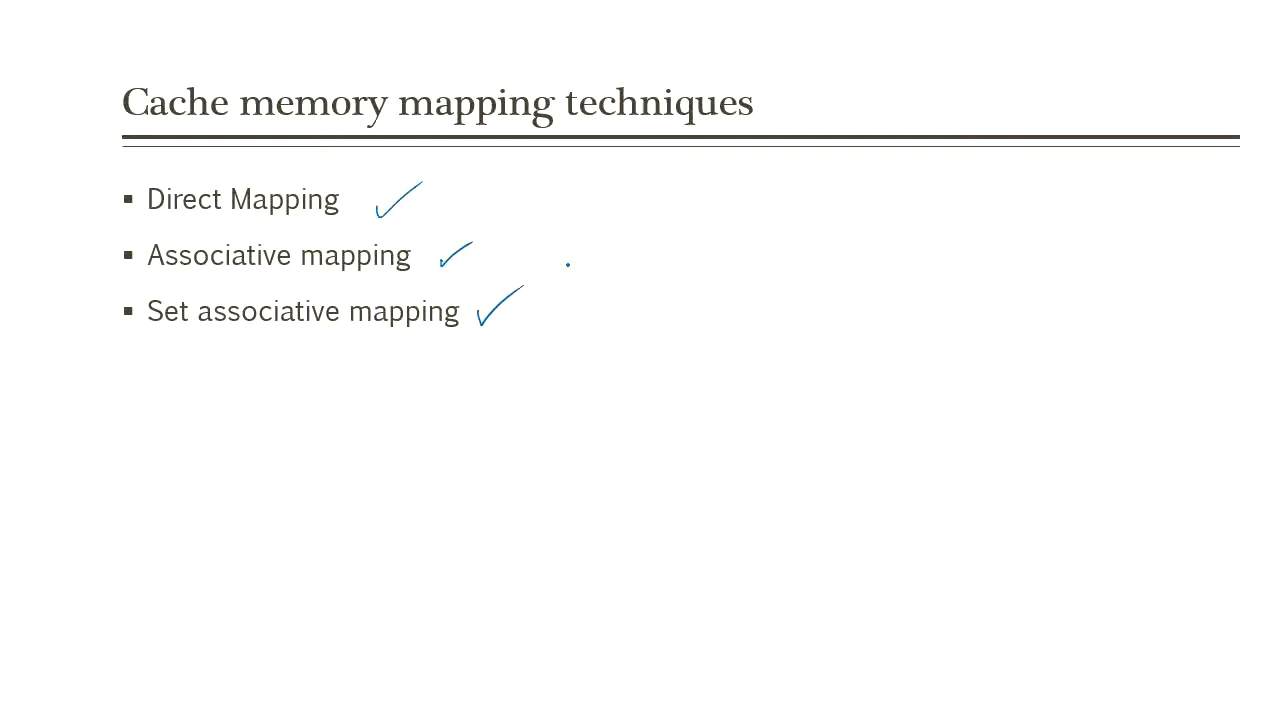 Cache memory mapping techniques
▪ Direct Mapping
▪ Associative mapping
▪ Set associative mapping